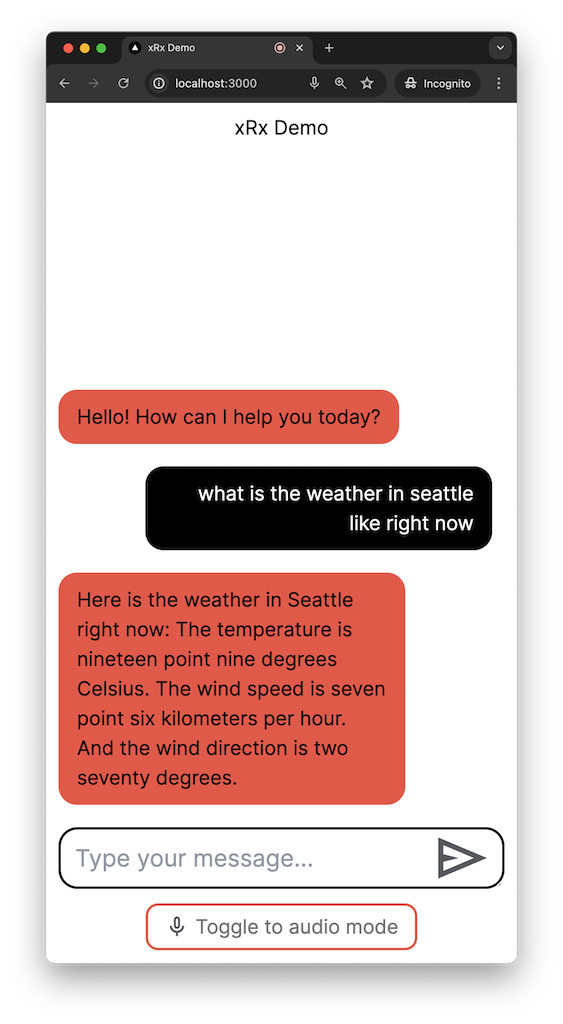 xRx Demo
localhost:3000
Incognito
xRx Demo
Hello! How can I help you today?
what is the weather in seattle
like right now
Here is the weather in Seattle
right now: The temperature is
nineteen point nine degrees
Celsius. The wind speed is seven
point six kilometers per hour.
And the wind direction is two
seventy degrees.
Type your message...
Toggle to audio mode